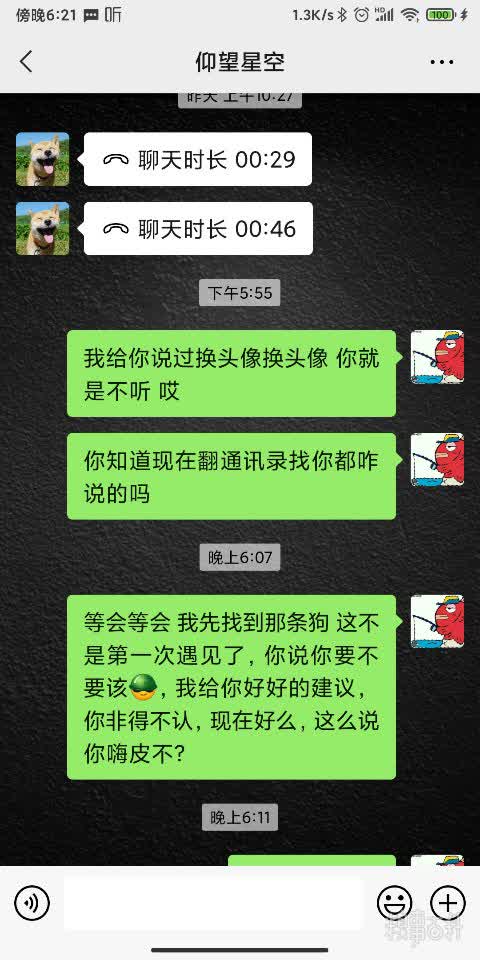 傍晚6:21
1.3K/s
HD
100
仰望星空
昨天 上午10:27
聊天时长 00:29
聊天时长 00:46
下午5:55
我给你说过换头像换头像 你就
是不听 哎
你知道现在翻通讯录找你都咋
说的吗
晚上6:07
等会等会 我先找到那条狗 这不
是第一次遇见了, 你说你要不
要该, 我给你好好的建议,
你非得不认, 现在好么, 这么说
你嗨皮不?
晚上6:11